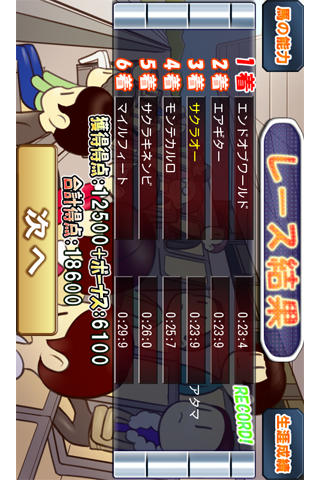 馬の能力
レース結果
生涯成績
1着 エンドオブワールド 0:23:4 RECORD!
2着 エアギター 0:23:9
3着 サクラオー 0:23:9 アタマ
4着 モンテカルロ 0:25:7
5着 サクラキネンビ 0:26:0
6着 マイルフィート 0:26:9
獲得得点:12500+ボーナス:6100
合計得点:18600
次へ